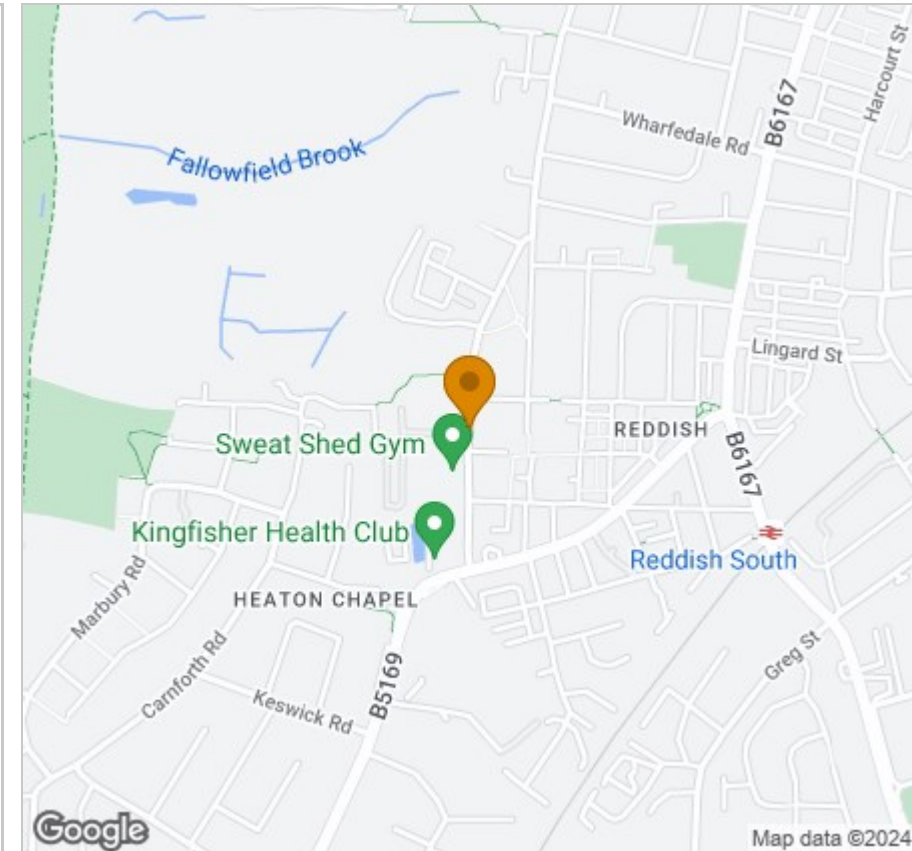 Harcourt St
B6167
Wharfedale Rd
Fallowfield Brook
Lingard St
REDDISH
Sweat Shed Gym
B6167
Kingfisher Health Club
Reddish South
HEATON CHAPEL
Marbury Rd
Greg St
Carnforth Rd
Keswick Rd
B5169
Google
Map data ©2024